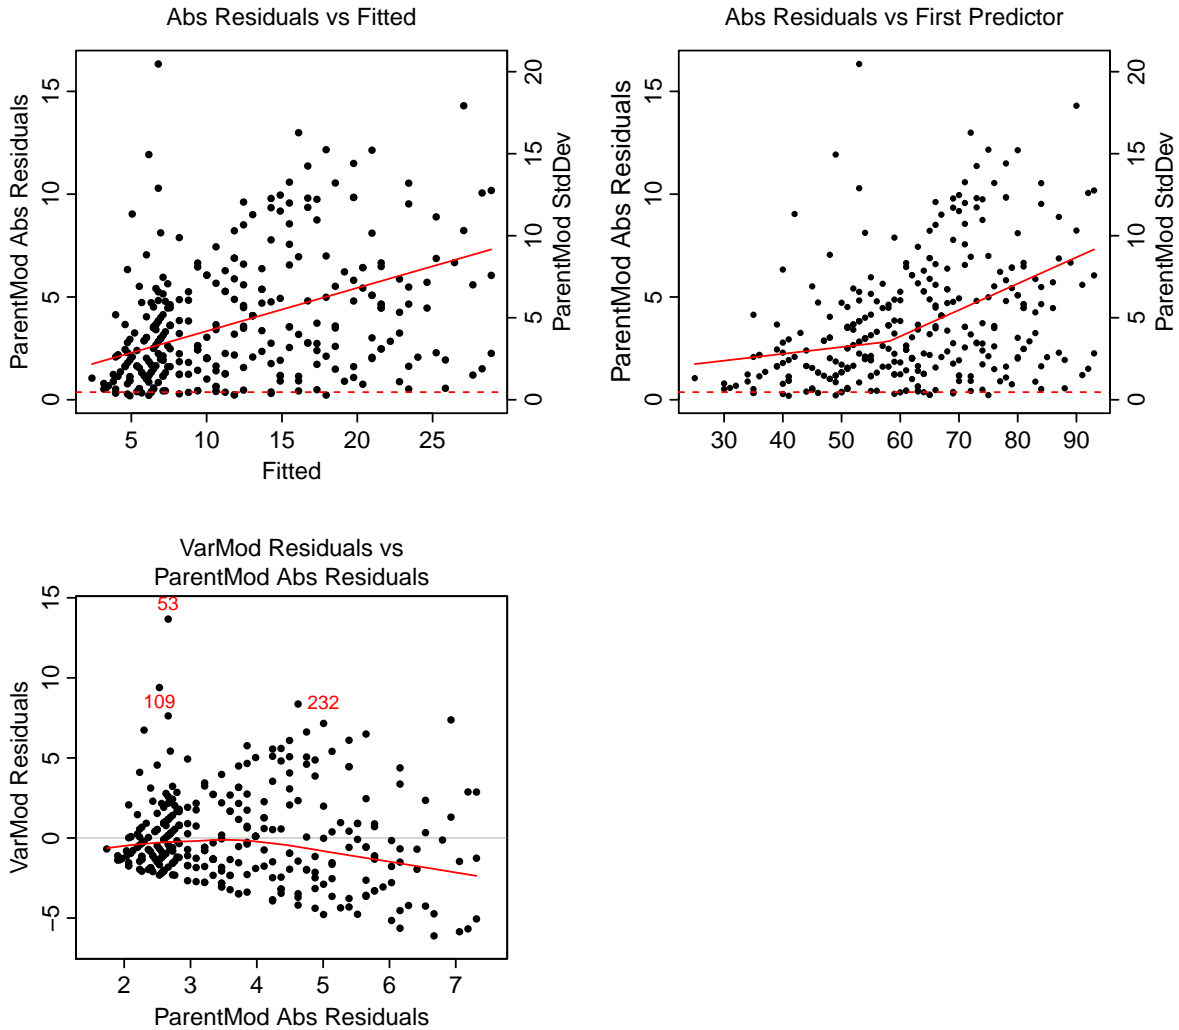 Abs Residuals vs Fitted
ParentMod Abs Residuals
0 5 10 15
ParentMod StdDev
0 5 10 15 20
5 10 15 20 25
Fitted
Abs Residuals vs First Predictor
ParentMod Abs Residuals
0 5 10 15
ParentMod StdDev
0 5 10 15 20
30 40 50 60 70 80 90
VarMod Residuals vs
ParentMod Abs Residuals
VarMod Residuals
−5 0 5 10 15
53
109
232
2 3 4 5 6 7
ParentMod Abs Residuals